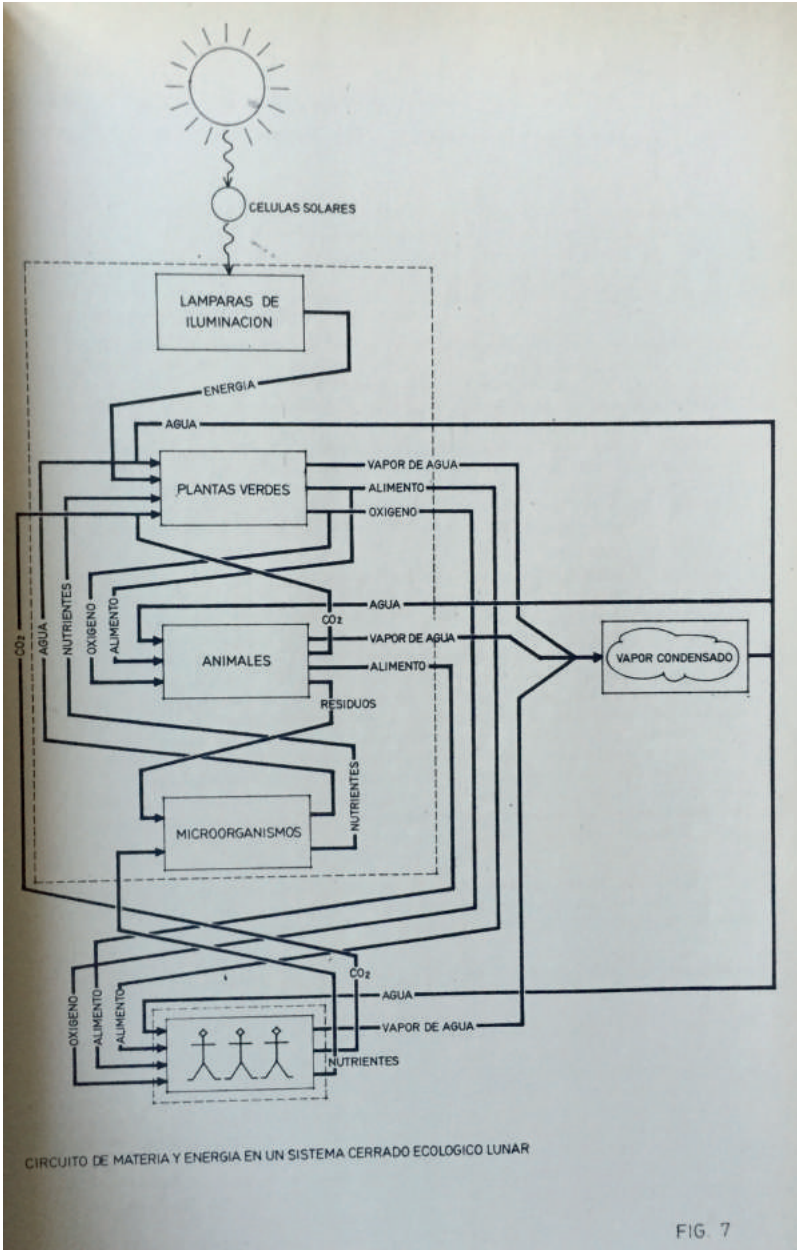 CELULAS SOLARES
LAMPARAS DE
ILUMINACION
ENERGIA
AGUA
PLANTAS VERDES
VAPOR DE AGUA
ALIMENTO
OXIGENO
CO₂
AGUA
NUTRIENTES
OXIGENO
ALIMENTO
CO₂
AGUA
ANIMALES
VAPOR DE AGUA
ALIMENTO
VAPOR CONDENSADO
RESIDUOS
NUTRIENTES
MICROORGANISMOS
OXIGENO
ALIMENTO
ALIMENTO
CO₂
AGUA
VAPOR DE AGUA
NUTRIENTES
CIRCUITO DE MATERIA Y ENERGIA EN UN SISTEMA CERRADO ECOLOGICO LUNAR
FIG. 7